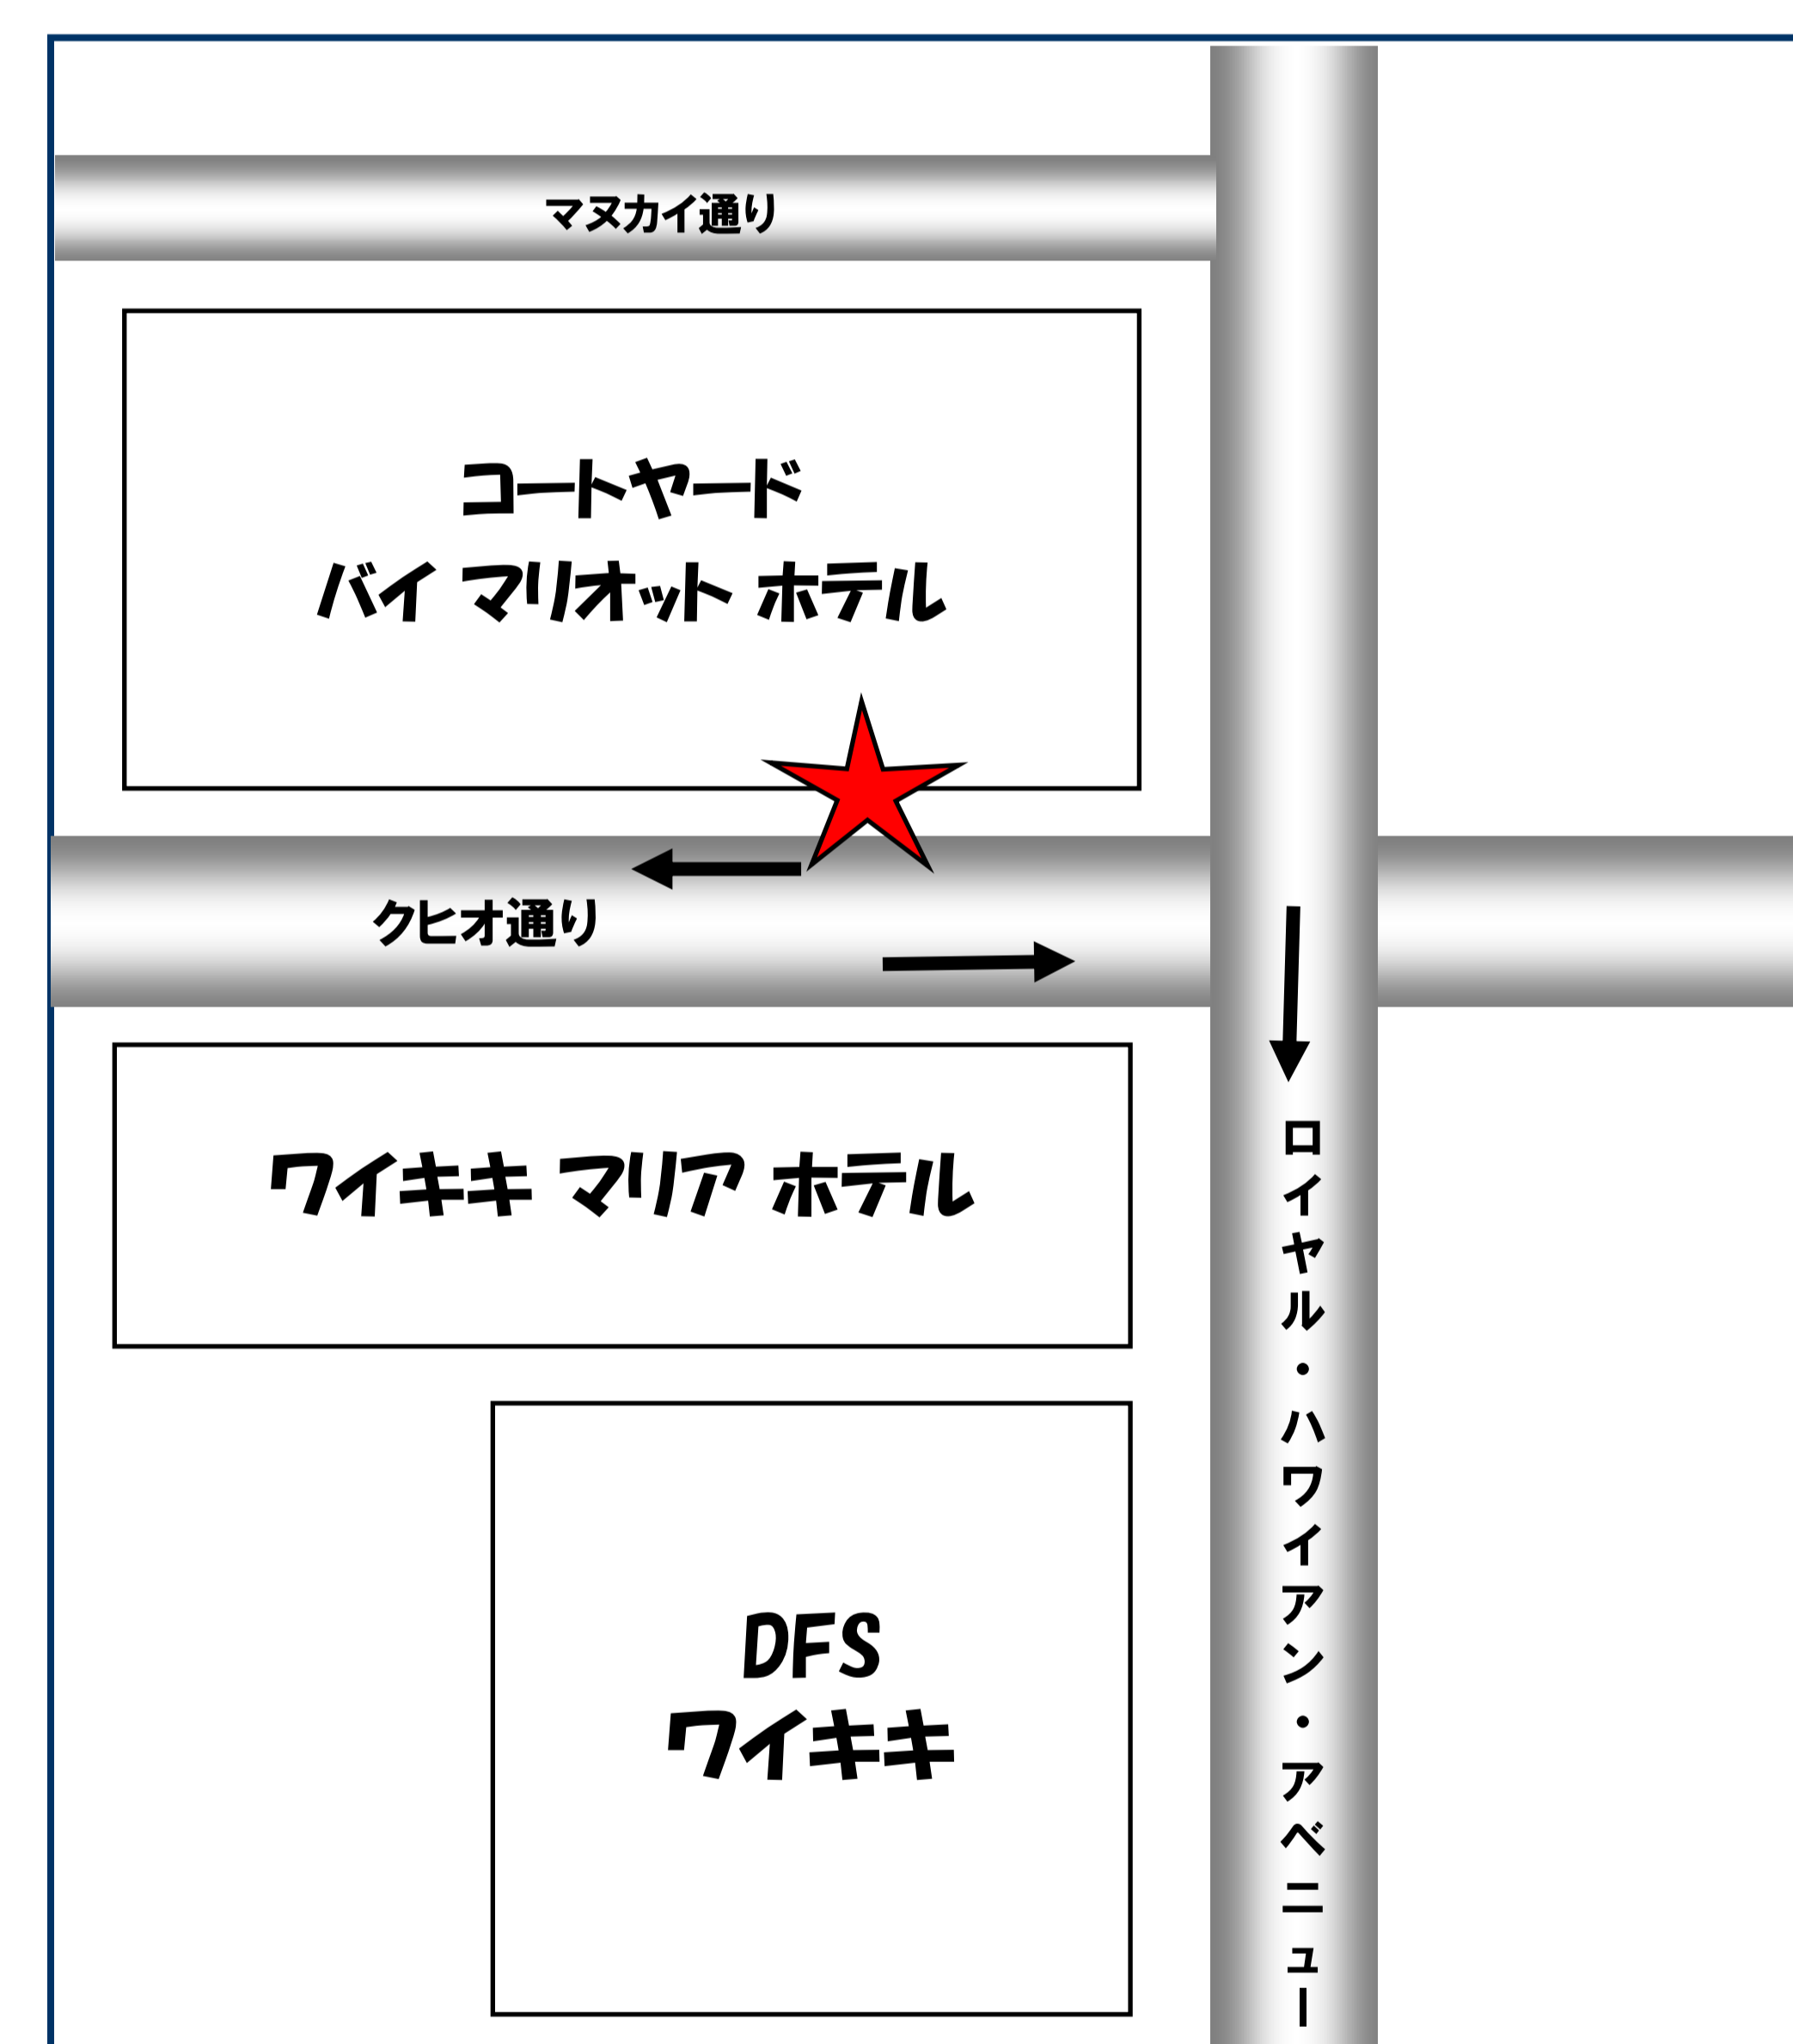 マヌカイ通り
コートヤード
バイ マリオット ホテル
クヒオ通り
ワイキキ マリア ホテル
DFS
ワイキキ
ロイヤル・ハワイアン・アベニュー